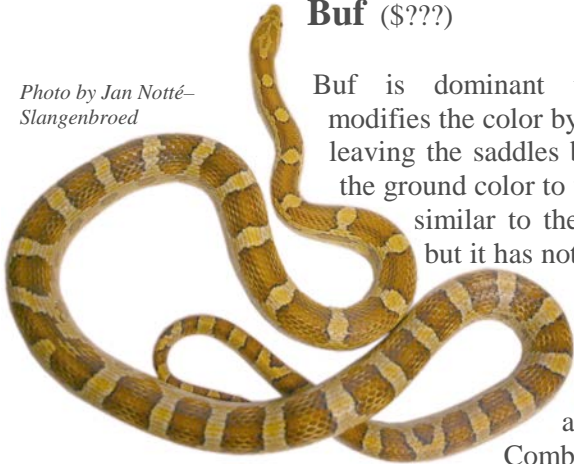 Buf ($???)
Photo by Jan Notté–
Slangenbroed
Buf is dominant
modifies the color by
leaving the saddles
the ground color to
similar to the
but it has not
Comb